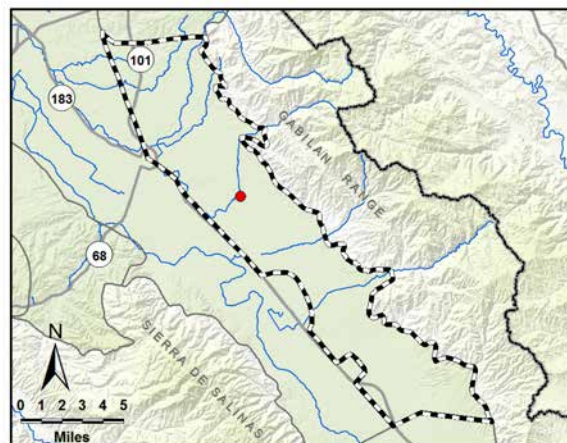 101
183
GABILAN RANGE
68
SIERRA DE SALINAS
N
0 1 2 3 4 5
Miles